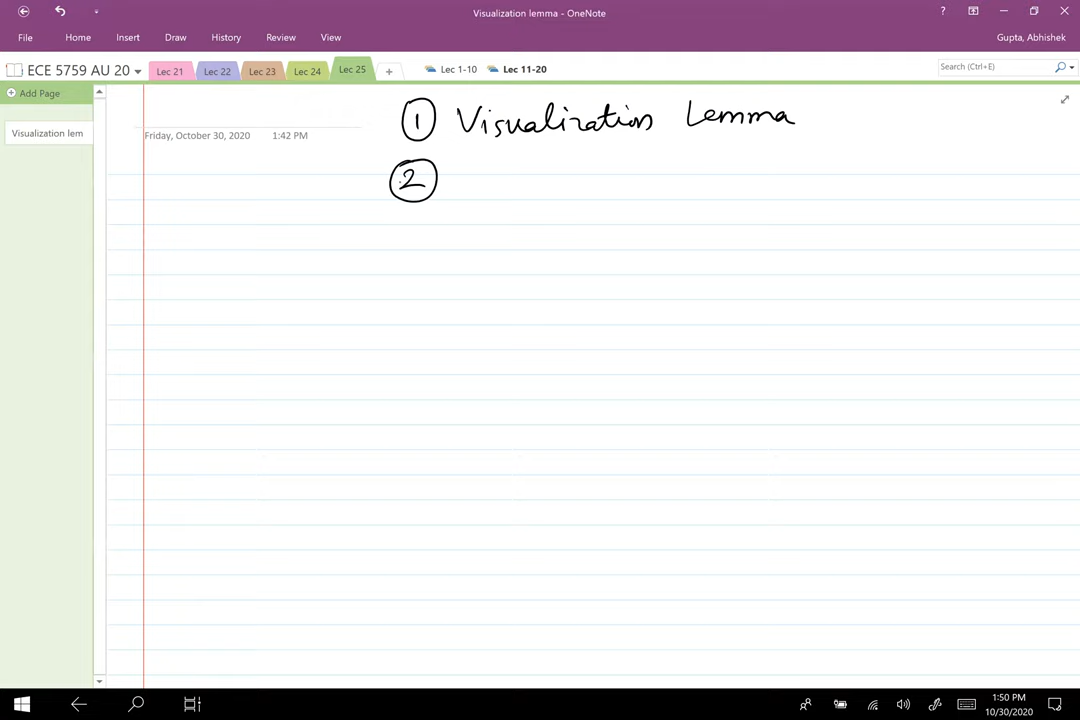 Visualization lemma - OneNote
File Home Insert Draw History Review View Gupta, Abhishek
ECE 5759 AU 20 Lec 21 Lec 22 Lec 23 Lec 24 Lec 25 + Lec 1-10 Lec 11-20 Search (Ctrl+E)
Add Page
Visualization lem
Friday, October 30, 2020 1:42 PM
1 Visualization Lemma
2
1:50 PM
10/30/2020